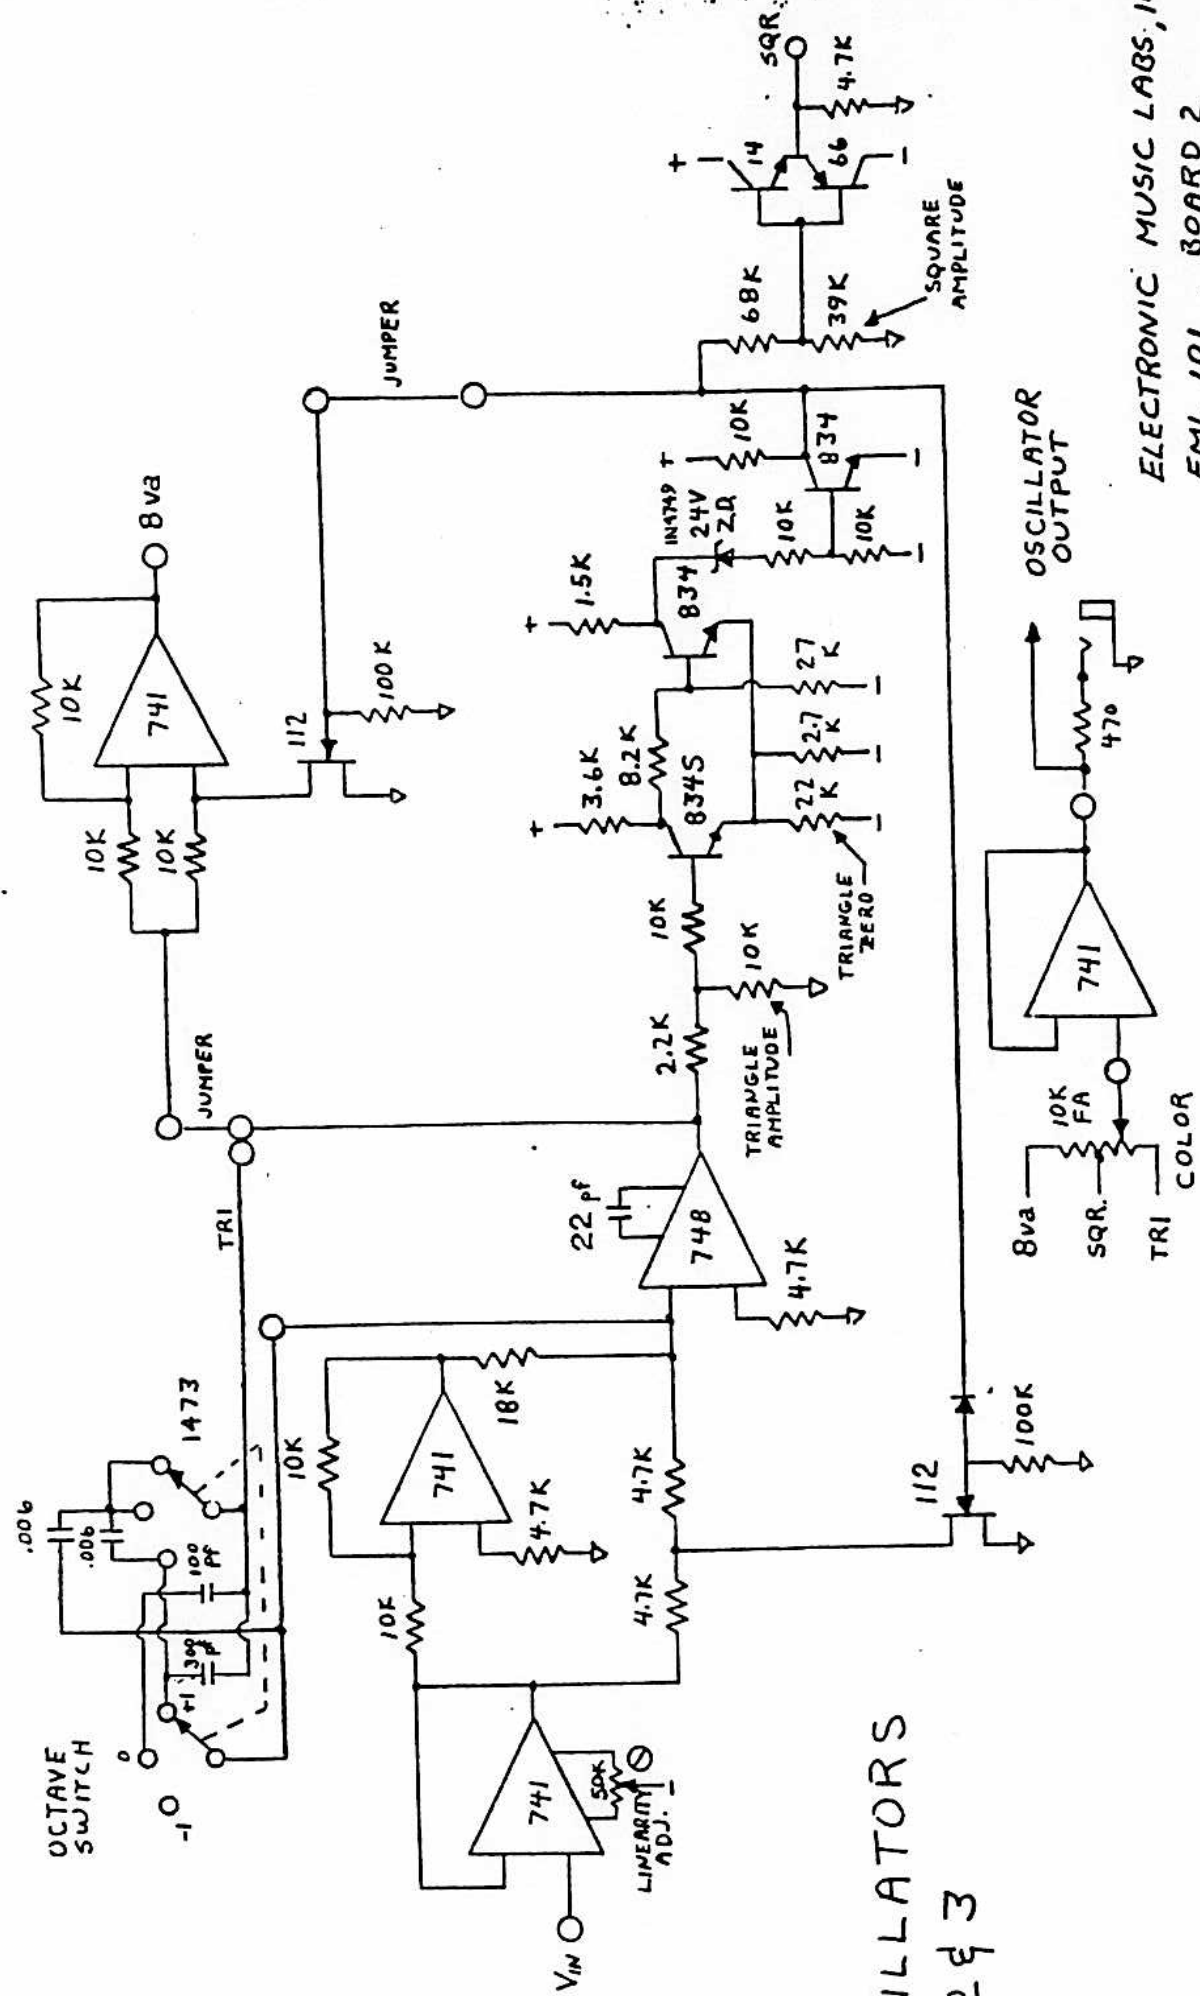 OCTAVE
SWITCH
-1
0
+1
300
pf
100
pf
.006
.006
1473
TRI
JUMPER
10K
10K
10K
741
8va
112
100K
JUMPER
VIN
741
50K
LINEARITY
ADJ.
10K
10K
741
4.7K
18K
4.7K
4.7K
22 pf
748
4.7K
2.2K
10K
TRIANGLE
AMPLITUDE
10K
3.6K
8.2K
834S
22
K
2.7
K
27
K
TRIANGLE
ZERO
1.5K
834
IN4749
24V
ZD
10K
10K
10K
834
68K
39K
SQUARE
AMPLITUDE
14
66
4.7K
SQR.
112
100K
ILLATORS
2 & 3
8va
SQR.
TRI
10K
FA
COLOR
741
470
OSCILLATOR
OUTPUT
ELECTRONIC MUSIC LABS.,
EML 101 BOARD 2